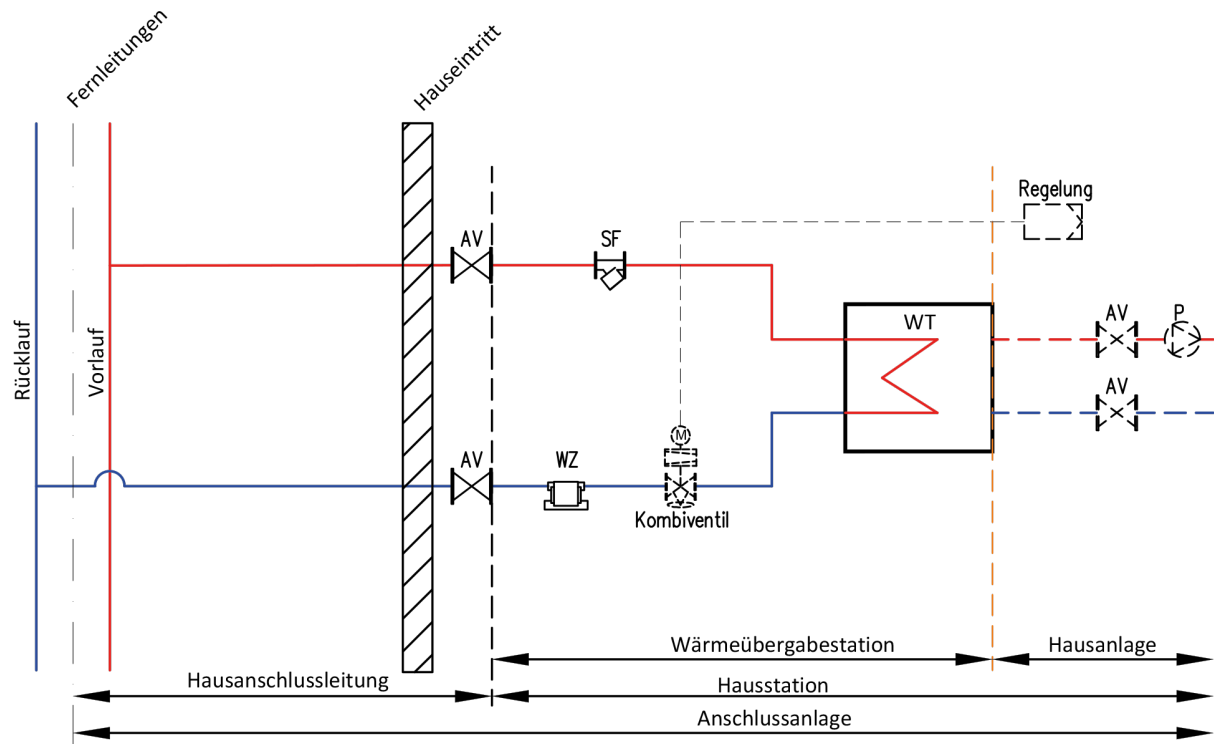 Fernleitungen
Hauseintritt
Regelung
AV
SF
Rücklauf
Vorlauf
WT
AV
P
AV
M
AV
WZ
Kombiventil
Wärmeübergabestation
Hausanlage
Hausanschlussleitung
Hausstation
Anschlussanlage